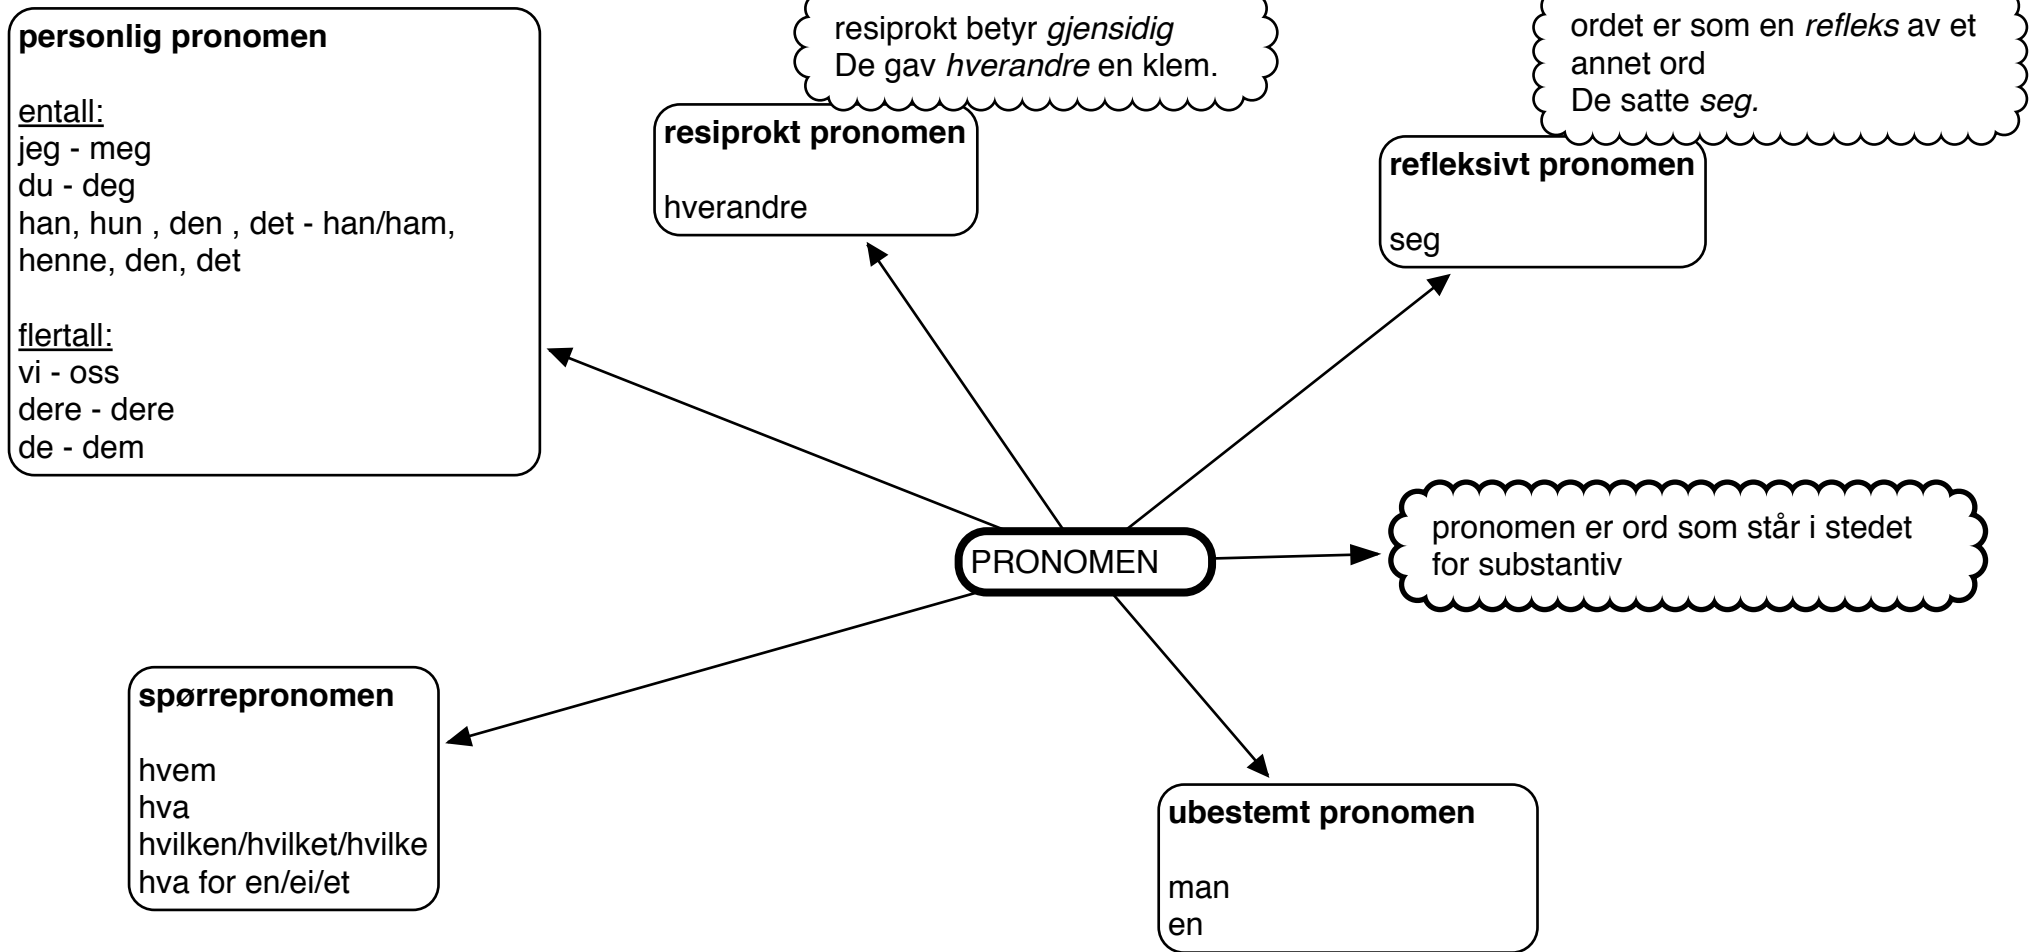 personlig pronomen
entall:
jeg - meg
du - deg
han, hun , den , det - han/ham,
henne, den, det
flertall:
vi - oss
dere - dere
de - dem
resiprokt betyr gjensidig
De gav hverandre en klem.
resiprokt pronomen
hverandre
ordet er som en refleks av et
annet ord
De satte seg.
refleksivt pronomen
seg
PRONOMEN
pronomen er ord som står i stedet
for substantiv
spørrepronomen
hvem
hva
hvilken/hvilket/hvilke
hva for en/ei/et
ubestemt pronomen
man
en